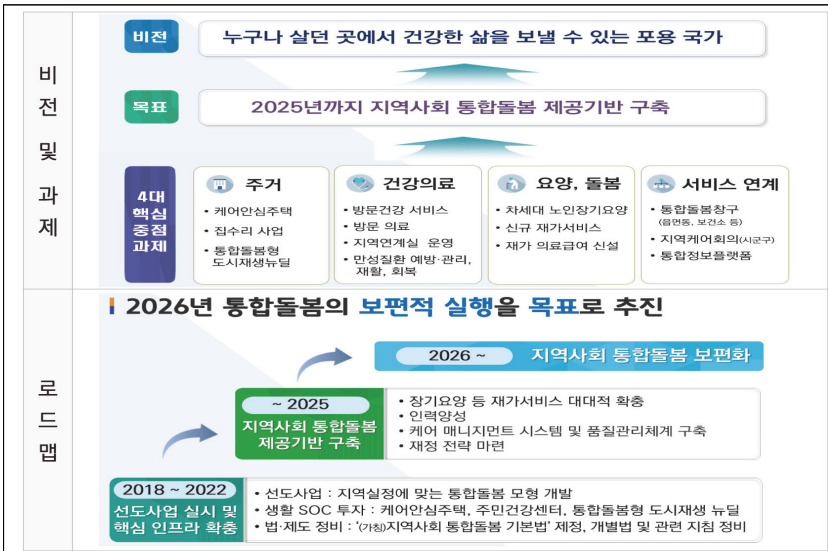 비전 및 과제
비전
누구나 살던 곳에서 건강한 삶을 보낼 수 있는 포용 국가
목표
2025년까지 지역사회 통합돌봄 제공기반 구축
4대
핵심
중점
과제
주거
• 케어안심주택
• 집수리 사업
• 통합돌봄형
도시재생뉴딜
건강의료
• 방문건강 서비스
• 방문 의료
• 지역연계실 운영
• 만성질환 예방·관리,
재활, 회복
요양, 돌봄
• 차세대 노인장기요양
• 신규 재가서비스
• 재가 의료급여 신설
서비스 연계
• 통합돌봄창구
(읍면동, 보건소 등)
• 지역케어회의(시군구)
• 통합정보플랫폼
로드맵
2026년 통합돌봄의 보편적 실행을 목표로 추진
2026 ~ 지역사회 통합돌봄 보편화
~ 2025
지역사회 통합돌봄
제공기반 구축
• 장기요양 등 재가서비스 대대적 확충
• 인력양성
• 케어 매니지먼트 시스템 및 품질관리체계 구축
• 재정 전략 마련
2018 ~ 2022
선도사업 실시 및
핵심 인프라 확충
• 선도사업 : 지역실정에 맞는 통합돌봄 모형 개발
• 생활 SOC 투자 : 케어안심주택, 주민건강센터, 통합돌봄형 도시재생 뉴딜
• 법·제도 정비 : '(가칭)지역사회 통합돌봄 기본법' 제정, 개별법 및 관련 지침 정비